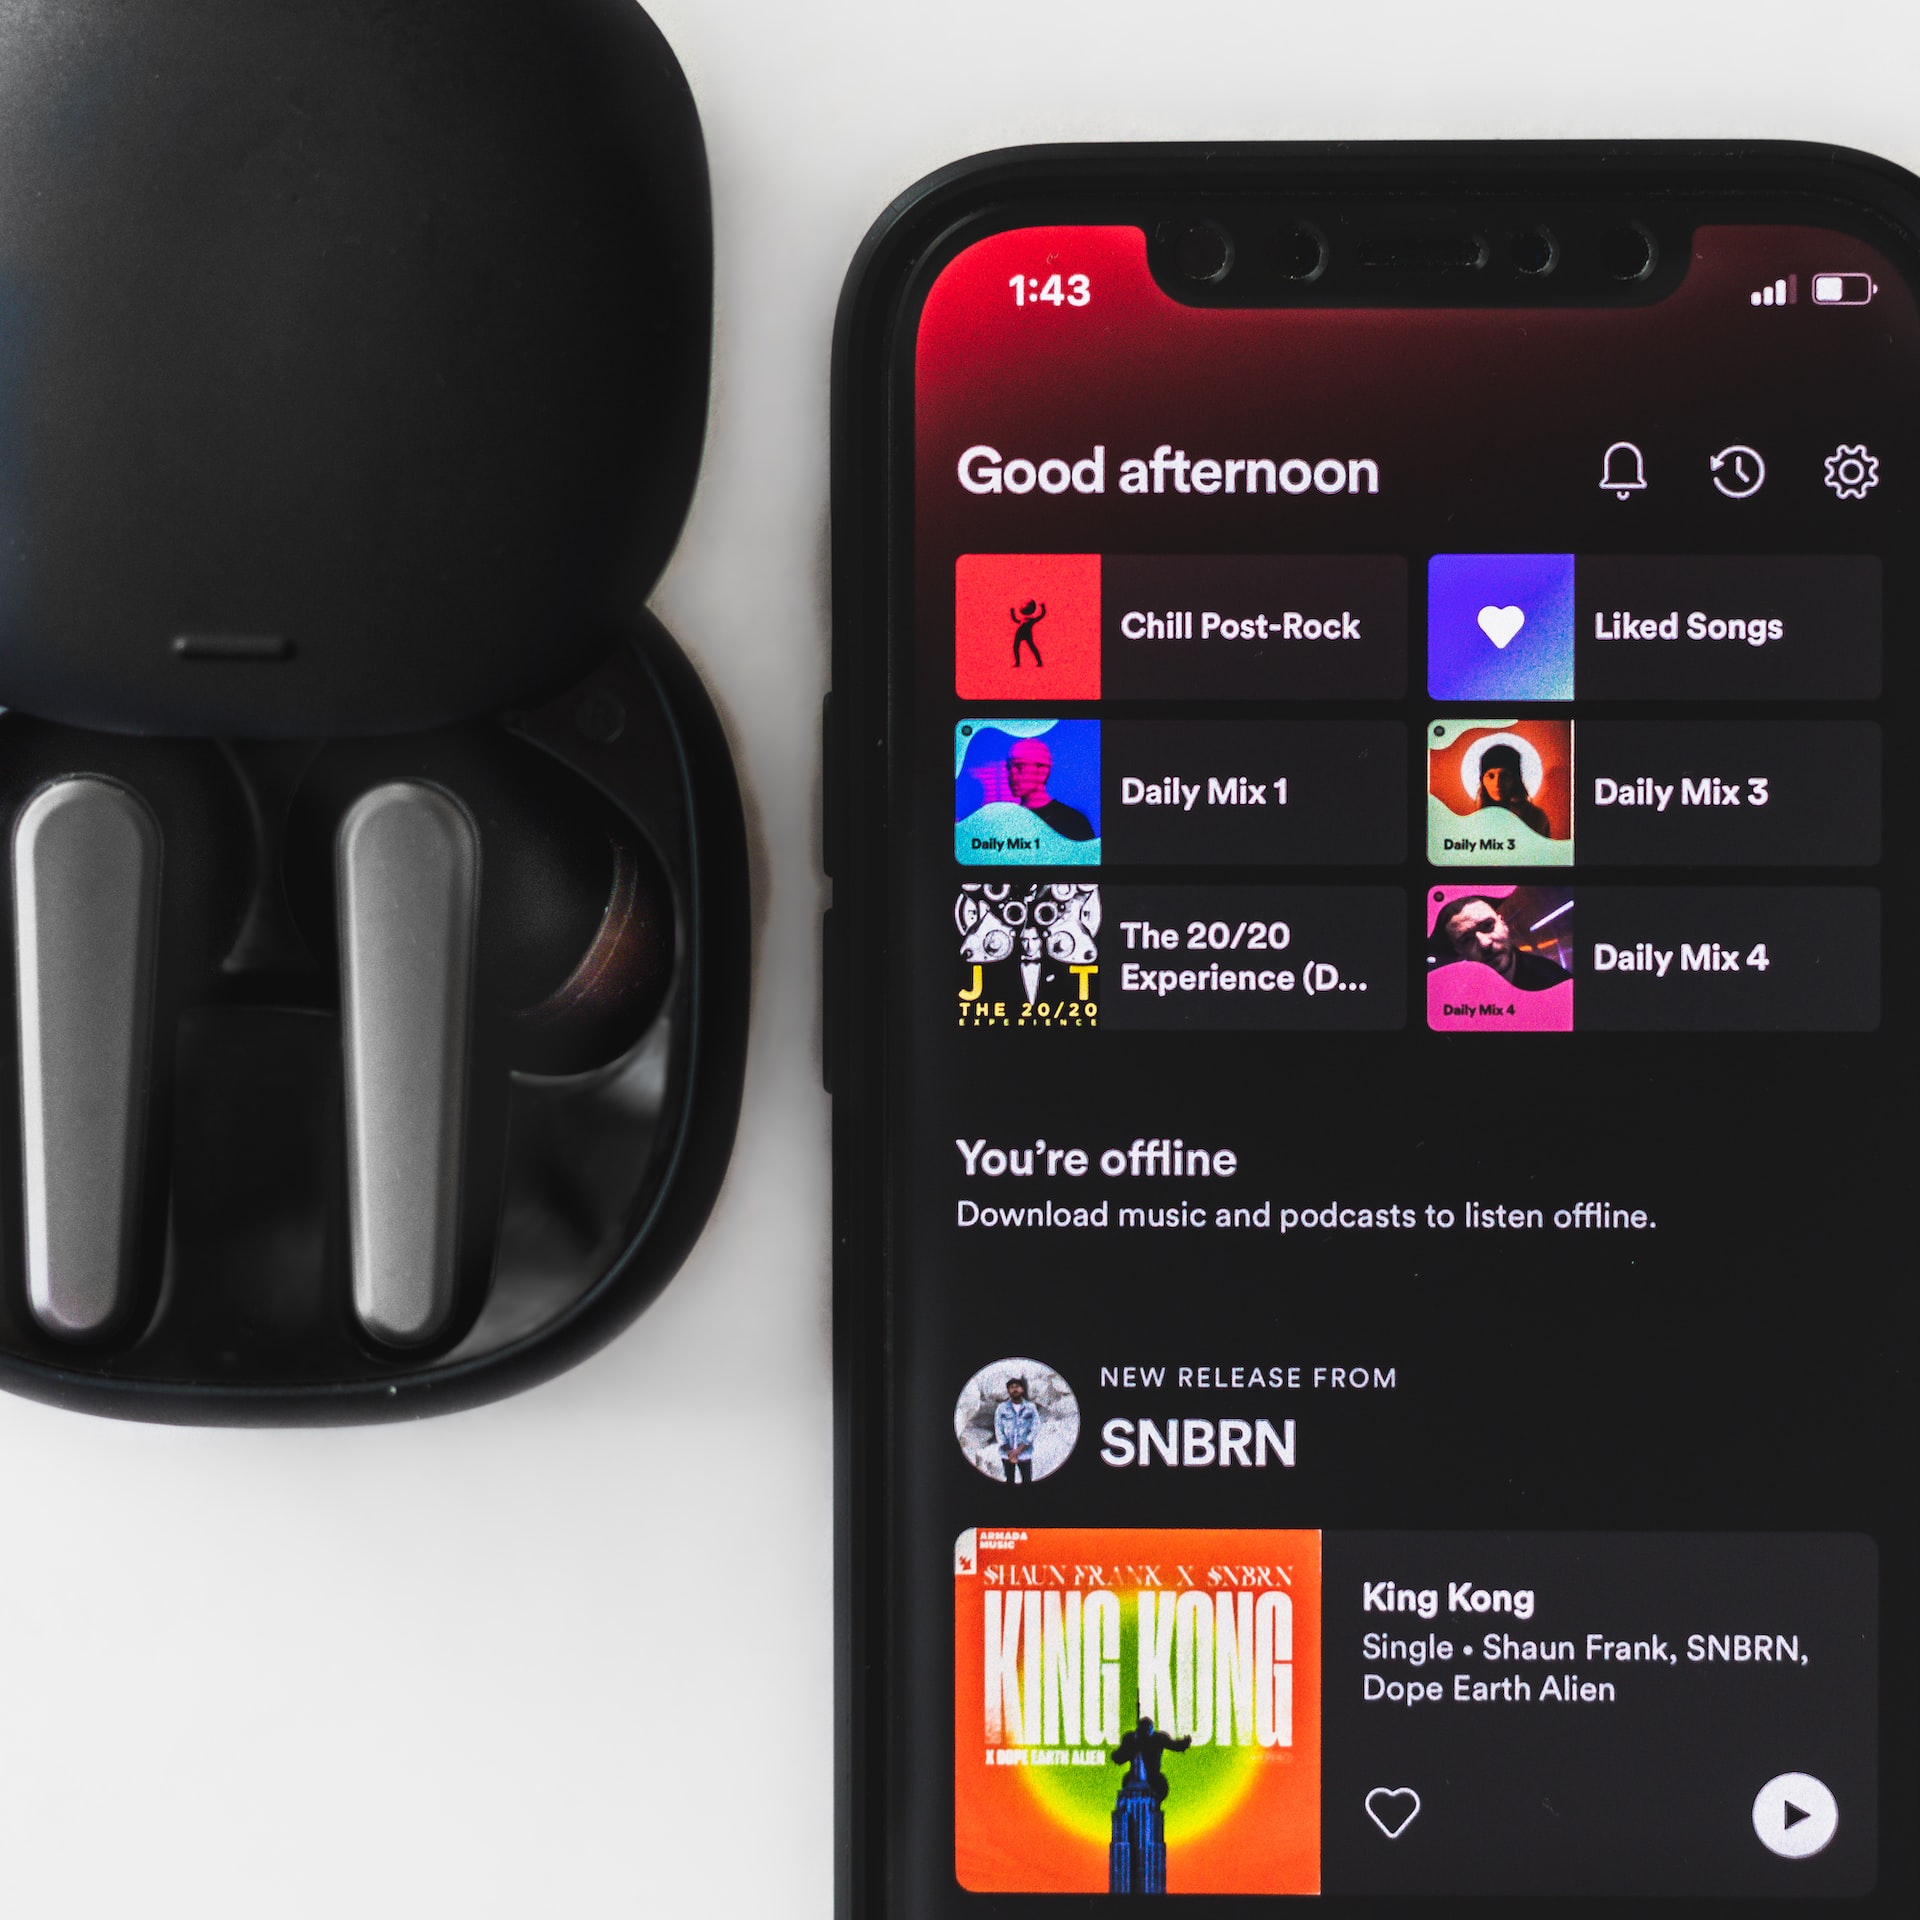 1:43
Good afternoon
Chill Post-Rock
Liked Songs
Daily Mix 1
Daily Mix 1
Daily Mix 3
Daily Mix 3
J T
THE 20/20
EXPERIENCE
The 20/20
Experience (D...
Daily Mix 4
Daily Mix 4
You're offline
Download music and podcasts to listen offline.
NEW RELEASE FROM
SNBRN
ARMADA
MUSIC
SHAUN FRANK X SNBRN
KING KONG
X DOPE EARTH ALIEN
King Kong
Single • Shaun Frank, SNBRN,
Dope Earth Alien